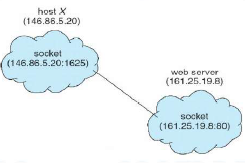 host X
(146.86.5.20)
socket
(146.86.5.20:1625)
web server
(161.25.19.8)
socket
(161.25.19.8:80)